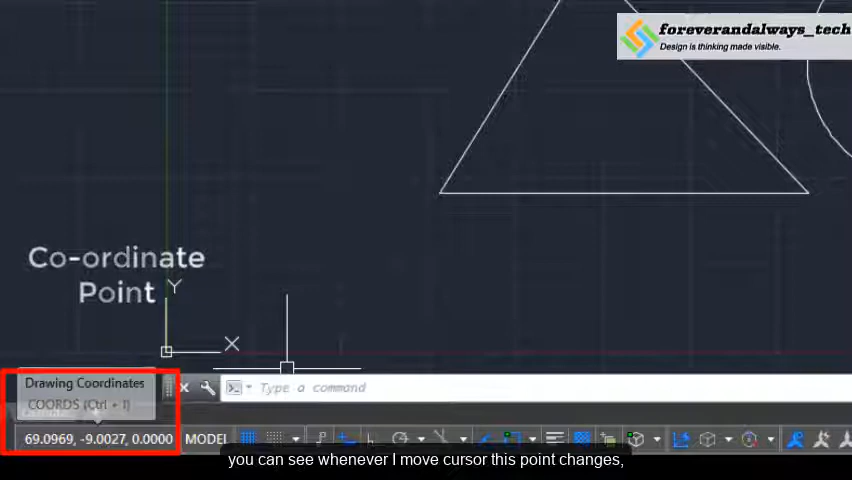 foreverandalways_tech
Design is thinking made visible.
Co-ordinate
Point
Y
X
Drawing Coordinates
COORDS (Ctrl + I)
Type a command
69.0969, -9.0027, 0.0000 MODEL
you can see whenever I move cursor this point changes,